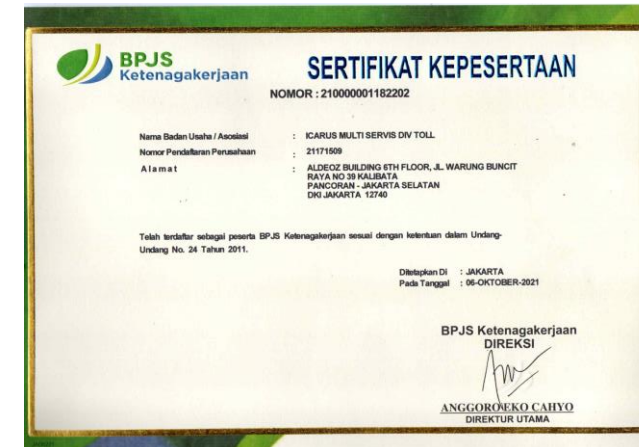 BPJS
Ketenagakerjaan
SERTIFIKAT KEPESERTAAN
NOMOR : 210000001182202
Nama Badan Usaha / Asosiasi : ICARUS MULTI SERVIS DIV TOLL
Nomor Pendaftaran Perusahaan : 21171509
Alamat : ALDEOZ BUILDING 6TH FLOOR, JL. WARUNG BUNCIT
RAYA NO 39 KALIBATA
PANCORAN - JAKARTA SELATAN
DKI JAKARTA 12740
Telah terdaftar sebagai peserta BPJS Ketenagakerjaan sesuai dengan ketentuan dalam Undang-
Undang No. 24 Tahun 2011.
Ditetapkan Di : JAKARTA
Pada Tanggal : 06-OKTOBER-2021
BPJS Ketenagakerjaan
DIREKSI
ANGGORO EKO CAHYO
DIREKTUR UTAMA